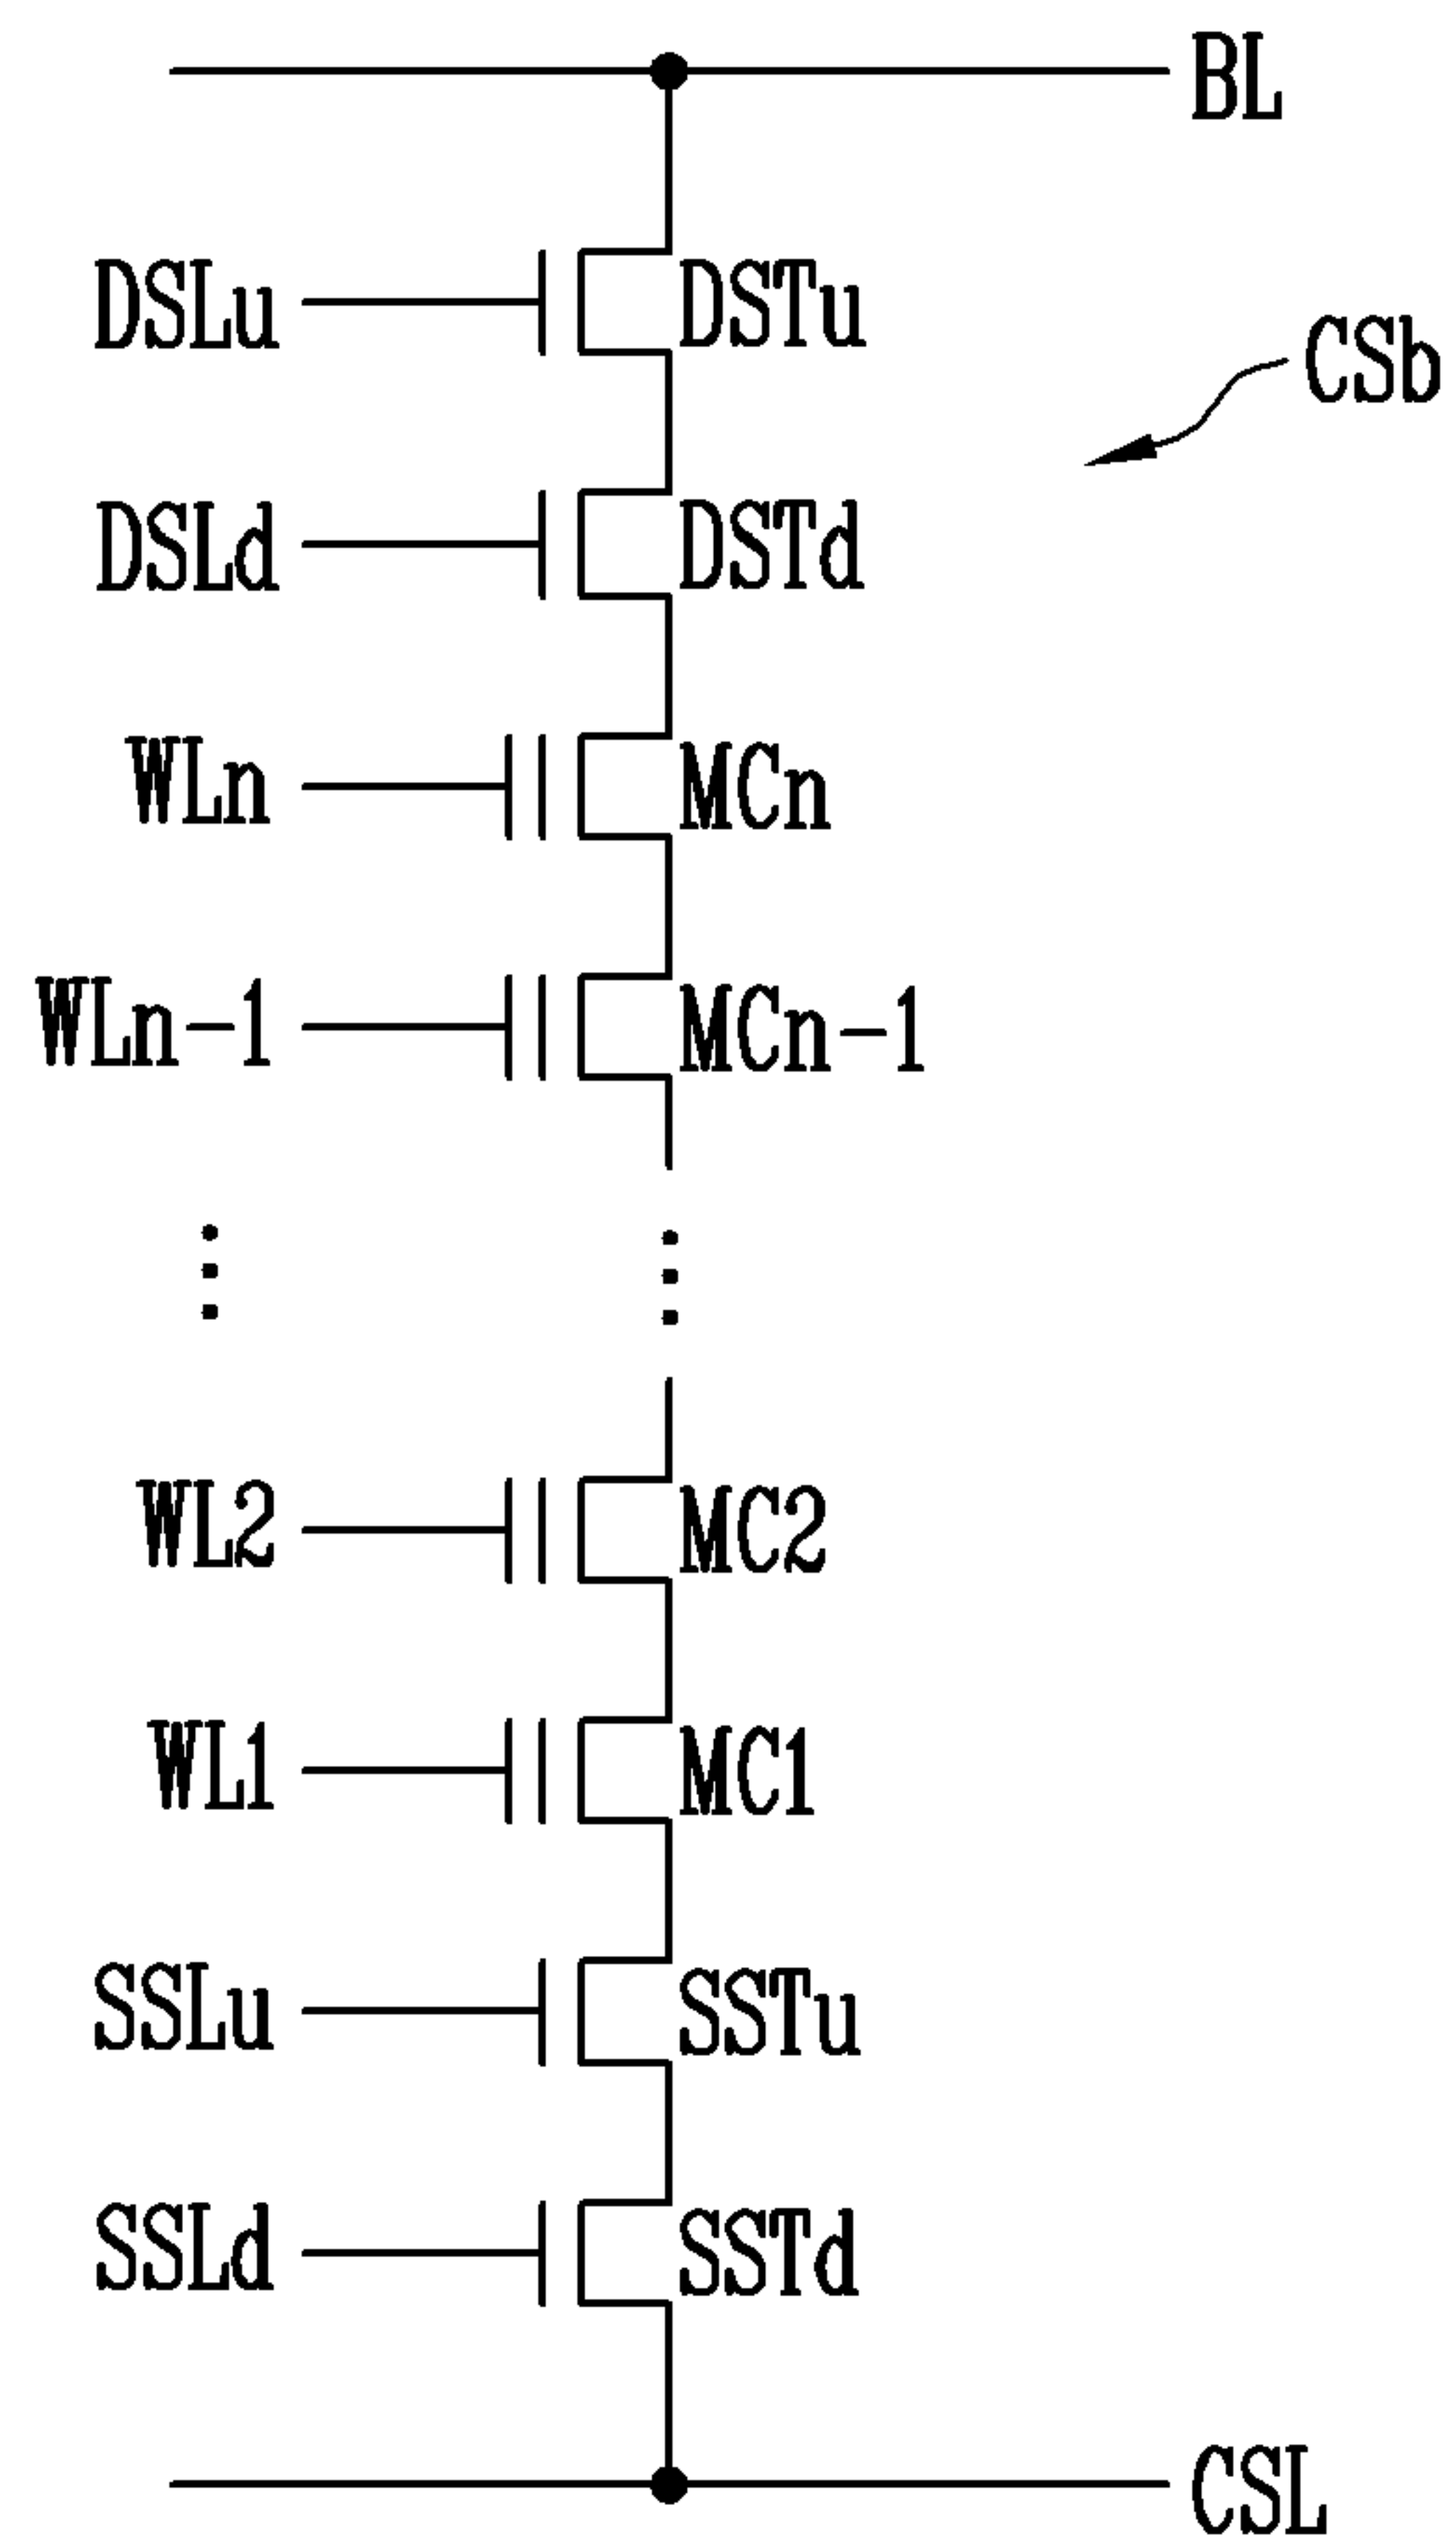 BL
DSLu DSTu
CSb
DSLd DSTd
WLn MCn
WLn-1 MCn-1
WL2 MC2
WL1 MC1
SSLu SSTu
SSLd SSTd
CSL